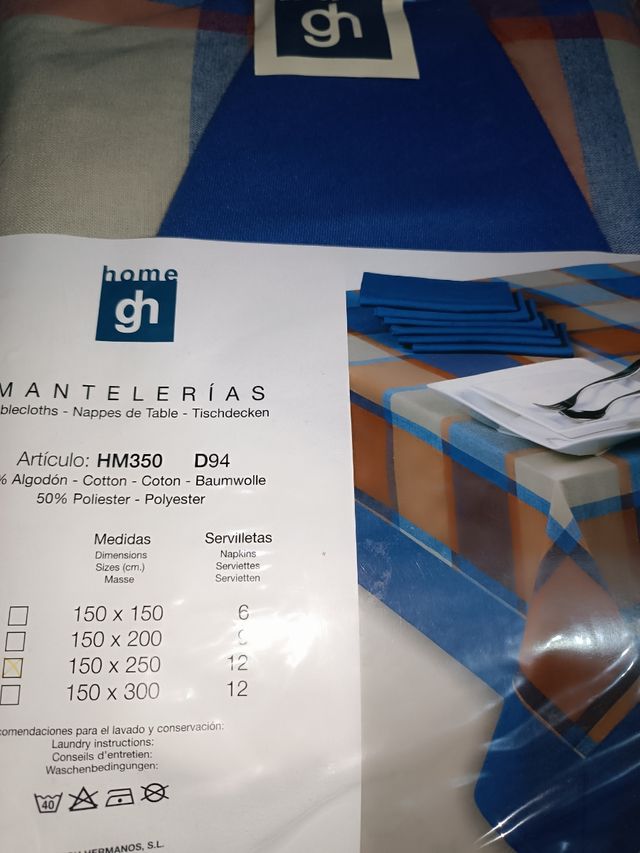 gh
home
gh
MANTELERÍAS
blecloths - Nappes de Table - Tischdecken
Artículo: HM350 D94
% Algodón - Cotton - Coton - Baumwolle
50% Poliester - Polyester
Medidas Servilletas
Dimensions Napkins
Sizes (cm.) Serviettes
Masse Servietten
150 x 150 6
150 x 200
150 x 250 12
150 x 300 12
comendaciones para el lavado y conservación:
Laundry instructions:
Conseils d'entretien:
Waschenbedingungen:
40
HERMANOS, S.L.